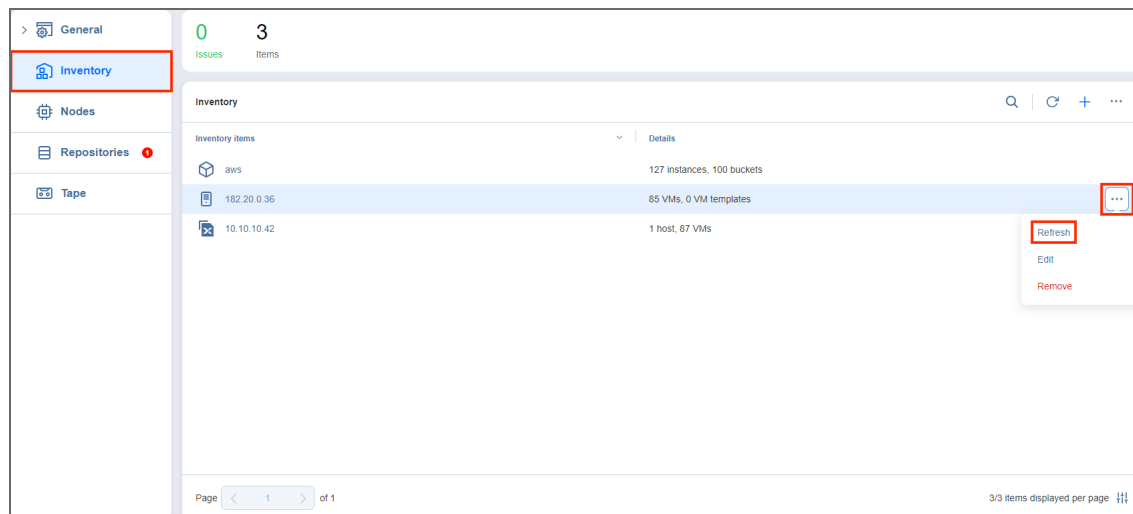 General
Inventory
Nodes
Repositories 1
Tape
0 3
Issues Items
Inventory
Inventory items Details
aws 127 instances, 100 buckets
182.20.0.36 85 VMs, 0 VM templates
10.10.10.42 1 host, 87 VMs
Refresh
Edit
Remove
Page 1 of 1 3/3 items displayed per page